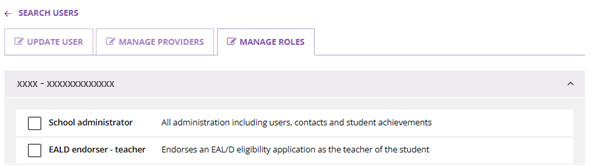 ← SEARCH USERS
UPDATE USER MANAGE PROVIDERS MANAGE ROLES
XXXX - XXXXXXXXXXXXX
School administrator All administration including users, contacts and student achievements
EALD endorser - teacher Endorses an EAL/D eligibility application as the teacher of the student